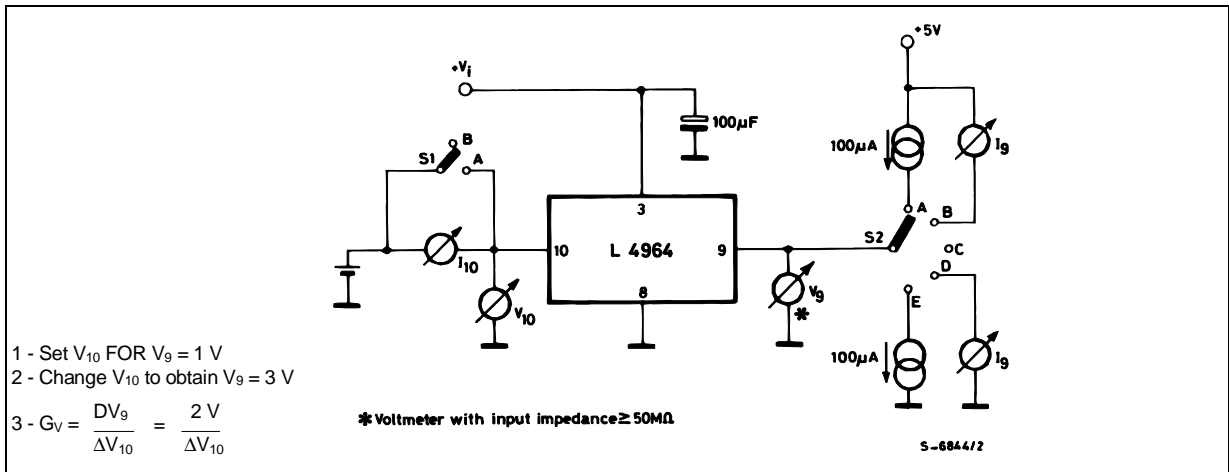 +5V
+Vi
100µF
100µA
I9
B
S1
A
A
B
3
S2
C
10
L 4964
9
D
I10
V10
V9
*
8
E
100µA
I9
1 - Set V10 FOR V9 = 1 V
2 - Change V10 to obtain V9 = 3 V
3 - GV = DV9 / ΔV10 = 2 V / ΔV10
* Voltmeter with input impedance ≥ 50MΩ
S-6844/2